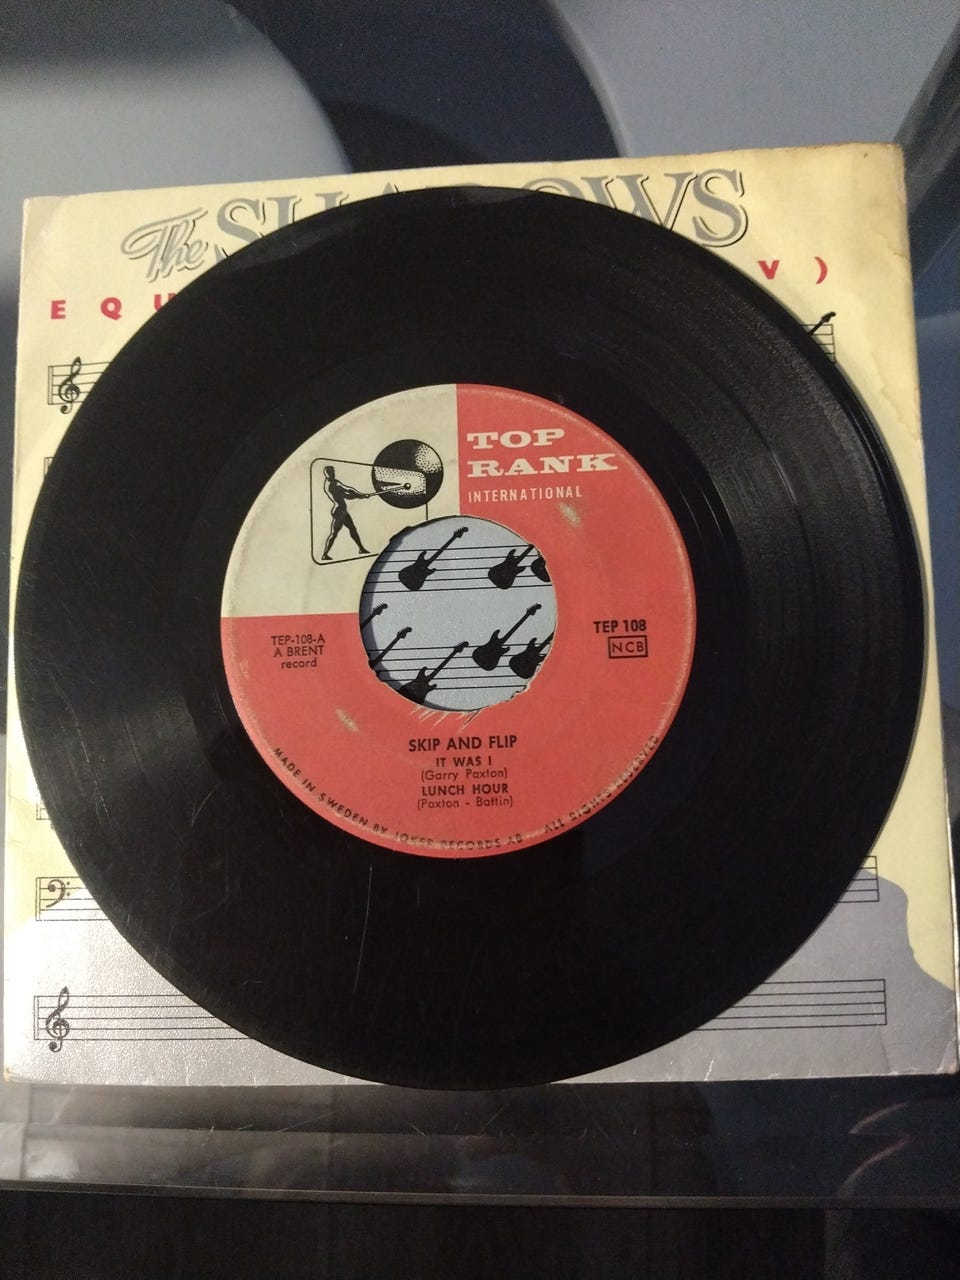 The SHADOWS
EQU V)
TOP
RANK
INTERNATIONAL
TEP-108-A
A BRENT
record
TEP 108
NCB
SKIP AND FLIP
IT WAS I
(Garry Paxton)
LUNCH HOUR
(Paxton - Battin)
MADE IN SWEDEN BY JOKER RECORDS AB ALL RIGHTS RESERVED